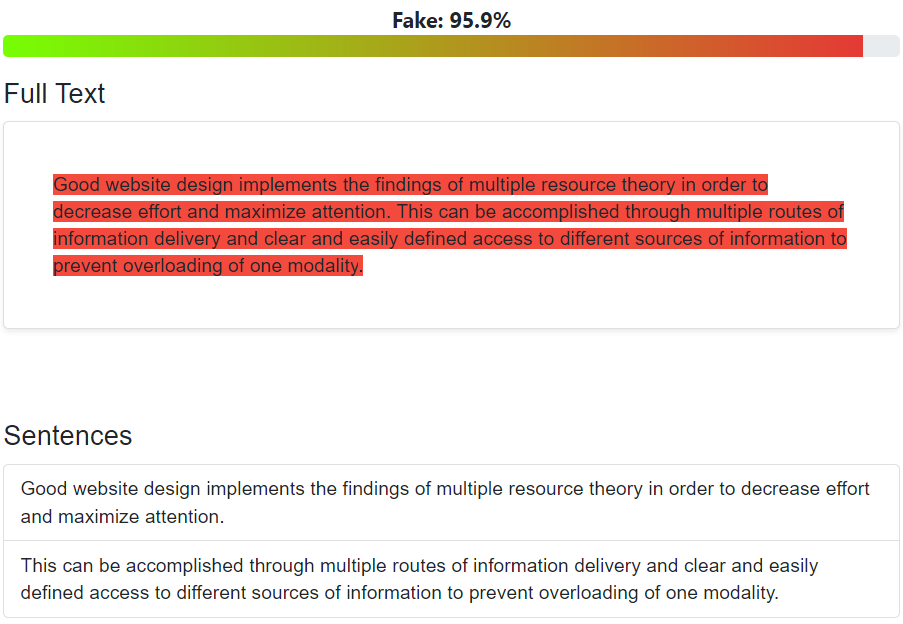 Fake: 95.9%
Full Text
Good website design implements the findings of multiple resource theory in order to
decrease effort and maximize attention. This can be accomplished through multiple routes of
information delivery and clear and easily defined access to different sources of information to
prevent overloading of one modality.
Sentences
Good website design implements the findings of multiple resource theory in order to decrease effort
and maximize attention.
This can be accomplished through multiple routes of information delivery and clear and easily
defined access to different sources of information to prevent overloading of one modality.